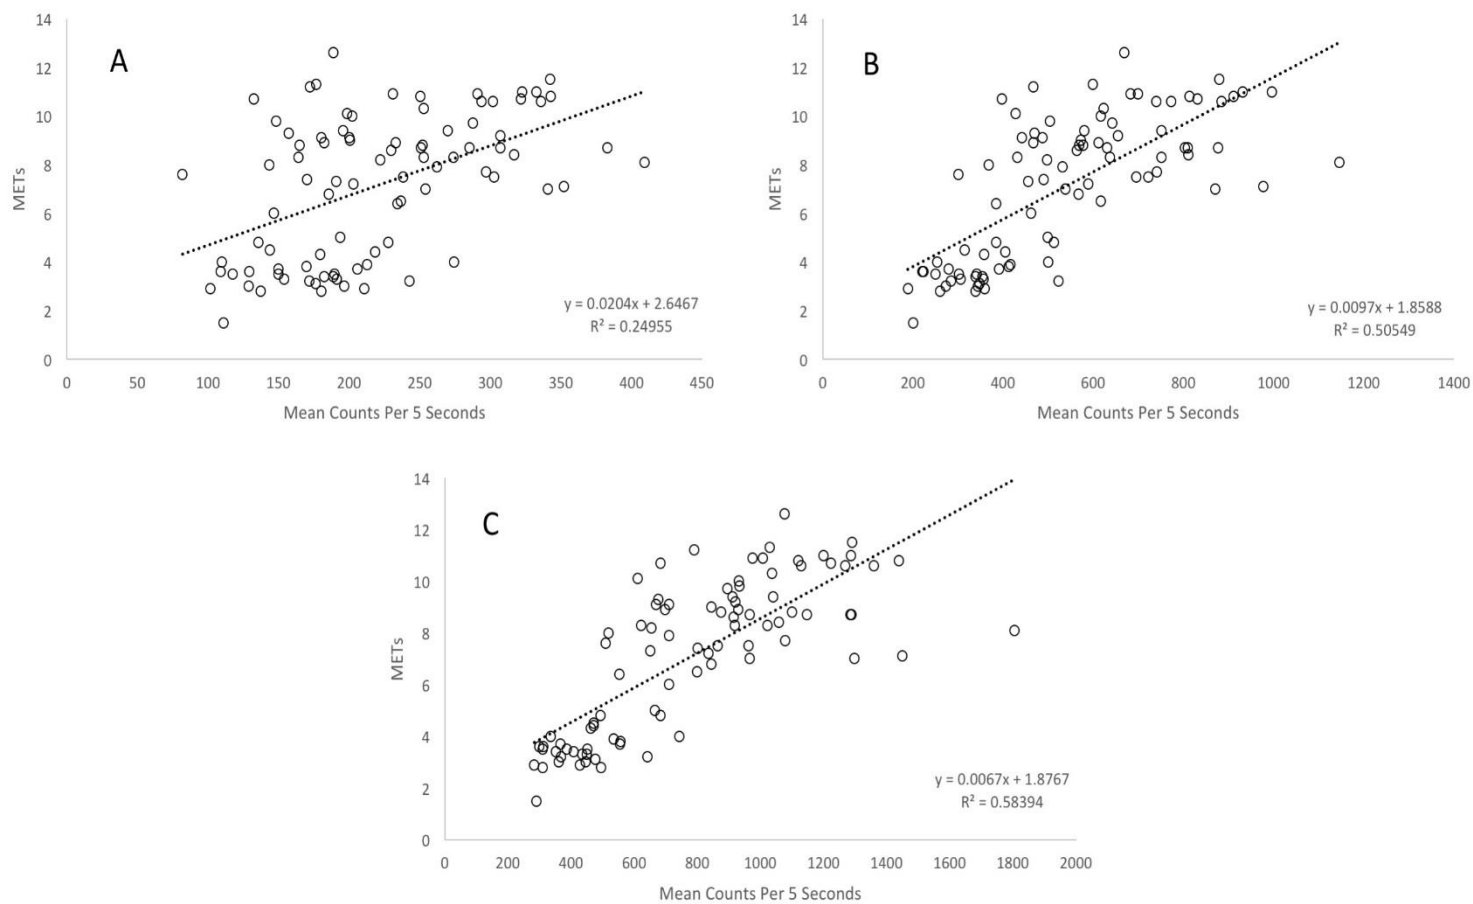 A
METs
14
12
10
8
6
4
2
0
0 50 100 150 200 250 300 350 400 450
Mean Counts Per 5 Seconds
y = 0.0204x + 2.6467
R² = 0.24955
B
METs
14
12
10
8
6
4
2
0
0 200 400 600 800 1000 1200 1400
Mean Counts Per 5 Seconds
y = 0.0097x + 1.8588
R² = 0.50549
C
METs
14
12
10
8
6
4
2
0
0 200 400 600 800 1000 1200 1400 1600 1800 2000
Mean Counts Per 5 Seconds
y = 0.0067x + 1.8767
R² = 0.58394